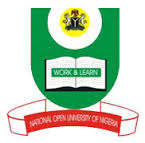 WORK & LEARN
NATIONAL OPEN UNIVERSITY OF NIGERIA